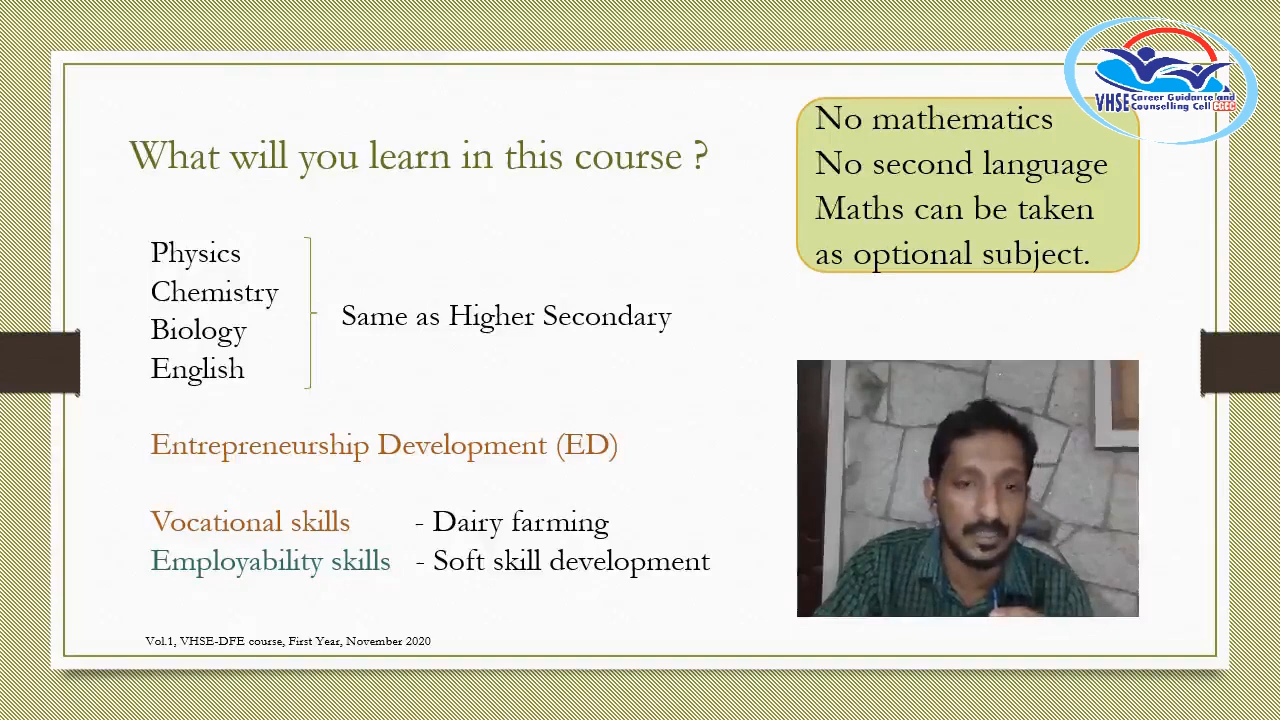 VHSE Career Guidance and
Counselling Cell CGCC
No mathematics
No second language
Maths can be taken
as optional subject.
What will you learn in this course ?
Physics
Chemistry
Biology
English
Same as Higher Secondary
Entrepreneurship Development (ED)
Vocational skills - Dairy farming
Employability skills - Soft skill development
Vol.1, VHSE-DFE course, First Year, November 2020